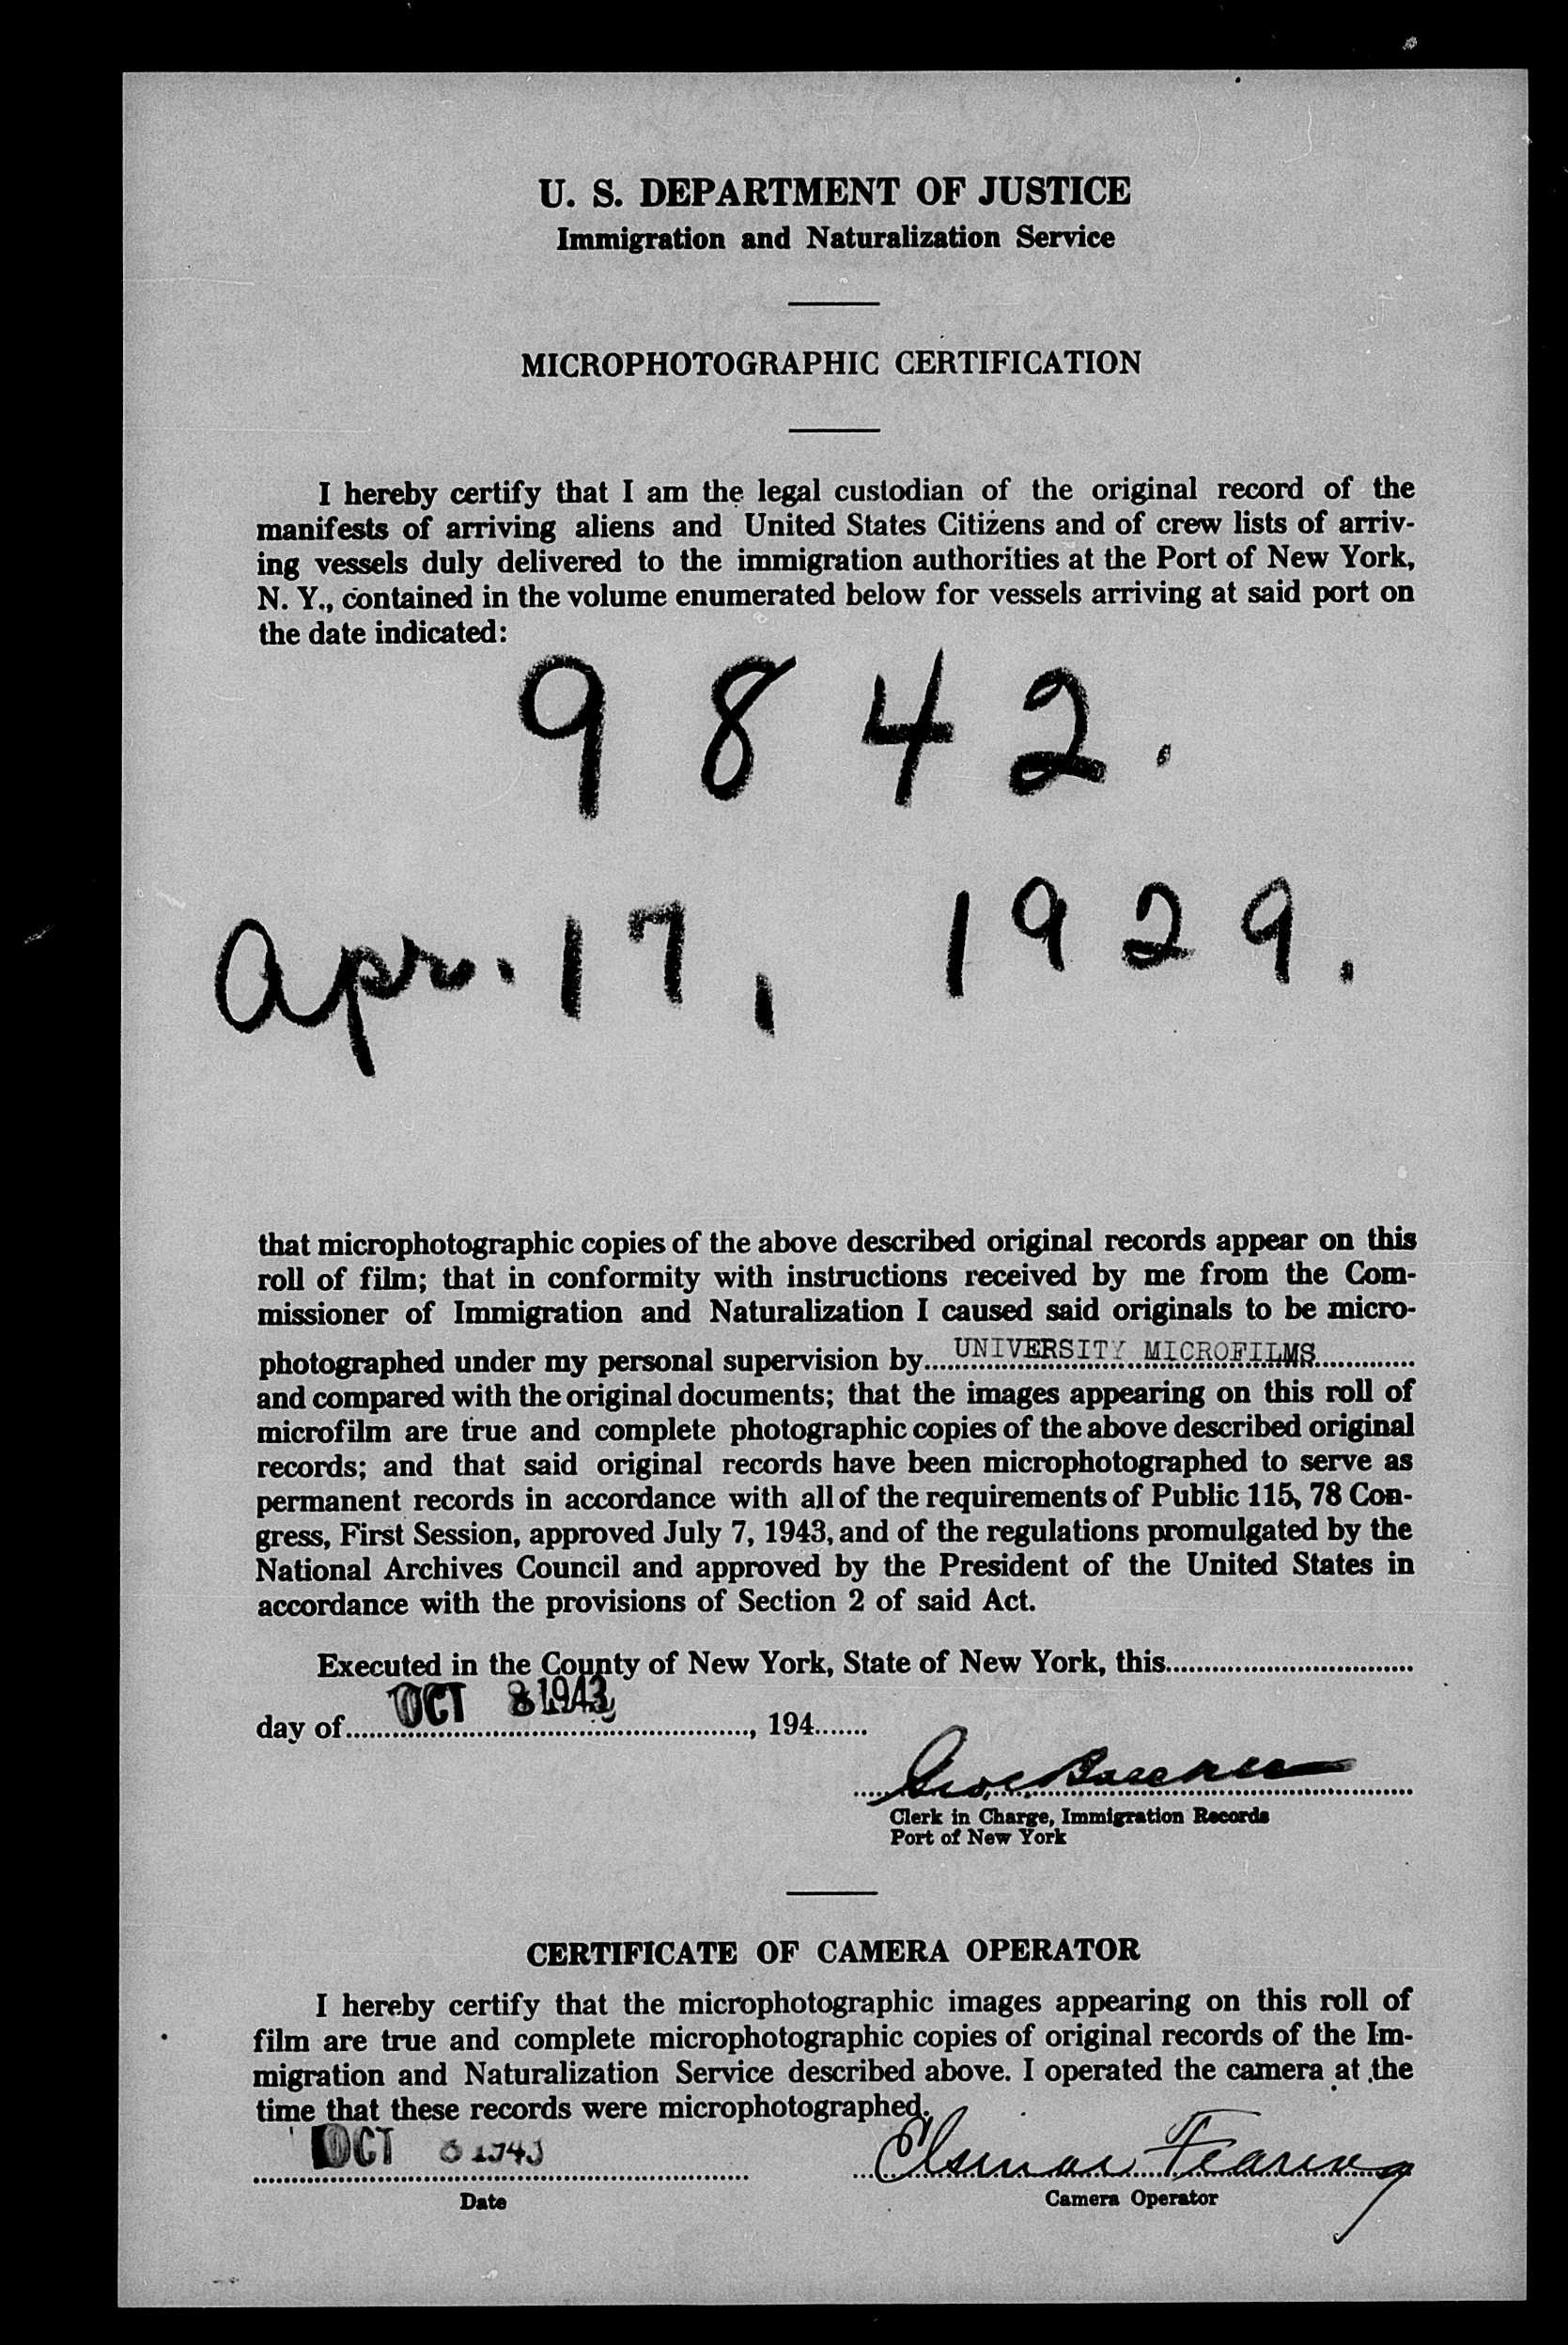 U. S. DEPARTMENT OF JUSTICE
Immigration and Naturalization Service
MICROPHOTOGRAPHIC CERTIFICATION
I hereby certify that I am the legal custodian of the original record of the
manifests of arriving aliens and United States Citizens and of crew lists of arriv-
ing vessels duly delivered to the immigration authorities at the Port of New York,
N. Y., contained in the volume enumerated below for vessels arriving at said port on
the date indicated:
9842.
Apr. 17, 1929.
that microphotographic copies of the above described original records appear on this
roll of film; that in conformity with instructions received by me from the Com-
missioner of Immigration and Naturalization I caused said originals to be micro-
photographed under my personal supervision by UNIVERSITY MICROFILMS
and compared with the original documents; that the images appearing on this roll of
microfilm are true and complete photographic copies of the above described original
records; and that said original records have been microphotographed to serve as
permanent records in accordance with all of the requirements of Public 115, 78 Con-
gress, First Session, approved July 7, 1943, and of the regulations promulgated by the
National Archives Council and approved by the President of the United States in
accordance with the provisions of Section 2 of said Act.
Executed in the County of New York, State of New York, this
day of OCT 8 1943, 194
Clerk in Charge, Immigration Records
Port of New York
CERTIFICATE OF CAMERA OPERATOR
I hereby certify that the microphotographic images appearing on this roll of
film are true and complete microphotographic copies of original records of the Im-
migration and Naturalization Service described above. I operated the camera at the
time that these records were microphotographed.
OCT 8 1943
Date
Camera Operator